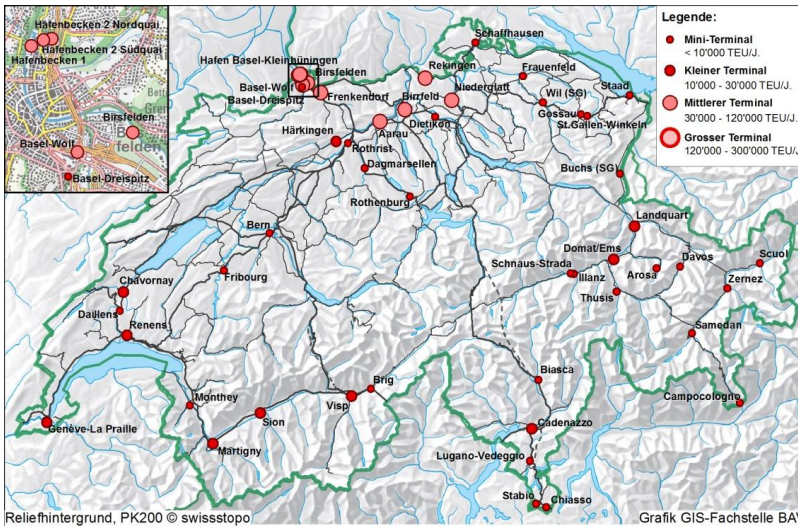 Hafenbecken 2 Nordquai
Hafenbecken 2 Südquai
Hafenbecken 1
Birsfelden
Basel-Wolf
Basel-Dreispitz
Legende:
Mini-Terminal
< 10'000 TEU/J.
Kleiner Terminal
10'000 - 30'000 TEU/J.
Mittlerer Terminal
30'000 - 120'000 TEU/J.
Grosser Terminal
120'000 - 300'000 TEU/J.
Schaffhausen
Hafen Basel-Kleinhüningen
Birsfelden
Rekingen
Frauenfeld
Basel-Wolf
Basel-Dreispitz
Frenkendorf
Birrfeld
Niederglatt
Wil (SG)
Staad
Gossau
St.Gallen-Winkeln
Dietikon
Härkingen
Aarau
Rothrist
Dagmarsellen
Buchs (SG)
Rothenburg
Landquart
Bern
Domat/Ems
Davos
Scuol
Schnaus-Strada
Arosa
Fribourg
Ilanz
Zernez
Chavornay
Thusis
Daillens
Renens
Samedan
Biasca
Brig
Monthey
Visp
Campocologno
Sion
Genève-La Praille
Cadenazzo
Martigny
Lugano-Vedeggio
Stabio
Chiasso
Reliefhintergrund, PK200 © swisstopo
Grafik GIS-Fachstelle BAV